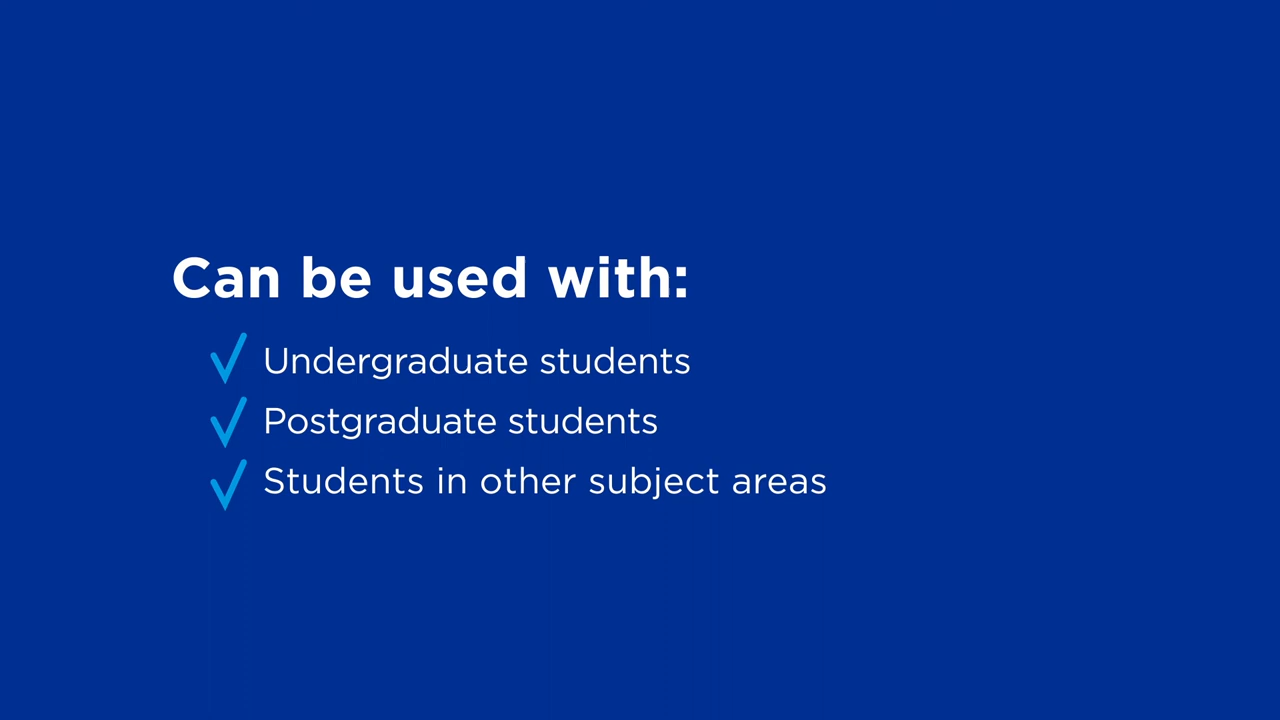 Can be used with:
Undergraduate students
Postgraduate students
Students in other subject areas